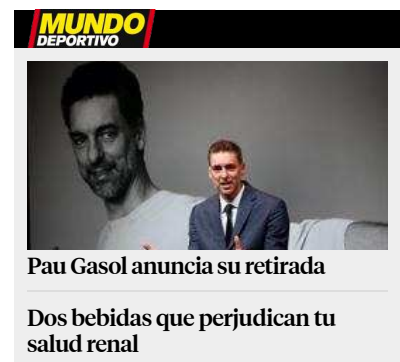 MUNDO
DEPORTIVO
Pau Gasol anuncia su retirada
Dos bebidas que perjudican tu
salud renal